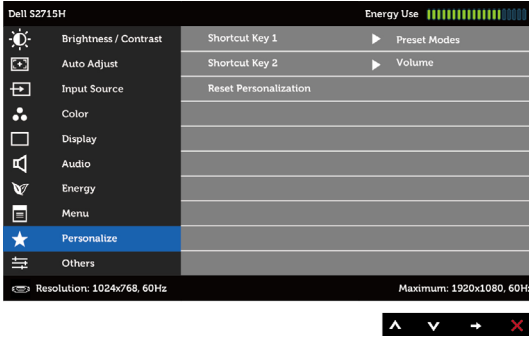 Dell S2715H Energy Use
Brightness / Contrast Shortcut Key 1 Preset Modes
Auto Adjust Shortcut Key 2 Volume
Input Source Reset Personalization
Color
Display
Audio
Energy
Menu
Personalize
Others
Resolution: 1024x768, 60Hz Maximum: 1920x1080, 60Hz